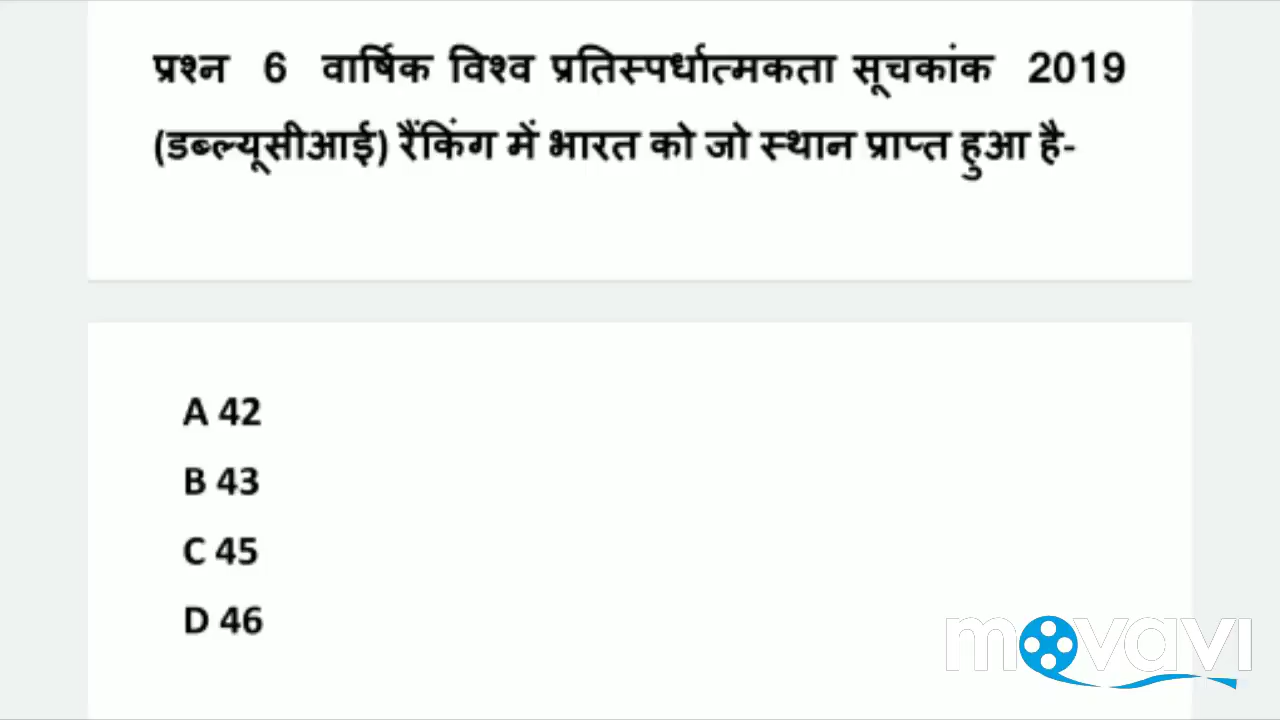 प्रश्न 6 वार्षिक विश्व प्रतिस्पर्धात्मकता सूचकांक 2019
(डब्ल्यूसीआई) रैंकिंग में भारत को जो स्थान प्राप्त हुआ है-
A 42
B 43
C 45
D 46
movavi